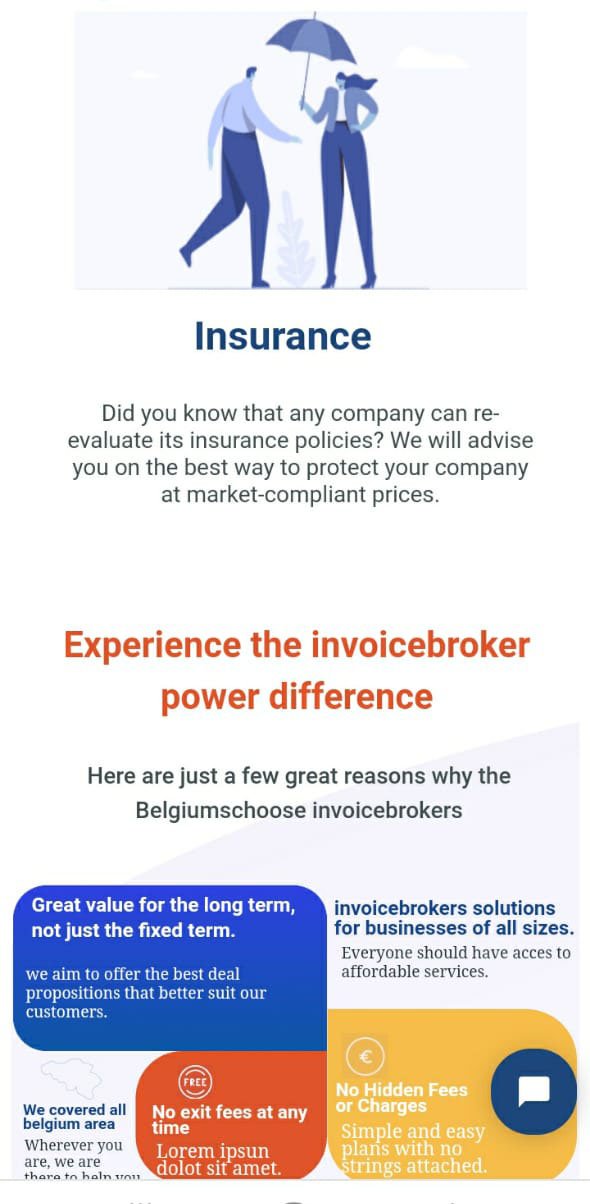 Insurance
Did you know that any company can re-
evaluate its insurance policies? We will advise
you on the best way to protect your company
at market-compliant prices.
Experience the invoicebroker
power difference
Here are just a few great reasons why the
Belgiumschoose invoicebrokers
Great value for the long term,
not just the fixed term.
we aim to offer the best deal
propositions that better suit our
customers.
invoicebrokers solutions
for businesses of all sizes.
Everyone should have acces to
affordable services.
We covered all
belgium area
Wherever you
are, we are
there to help you
FREE
No exit fees at any
time
Lorem ipsun
dolot sit amet.
€
No Hidden Fees
or Charges
Simple and easy
plans with no
strings attached.